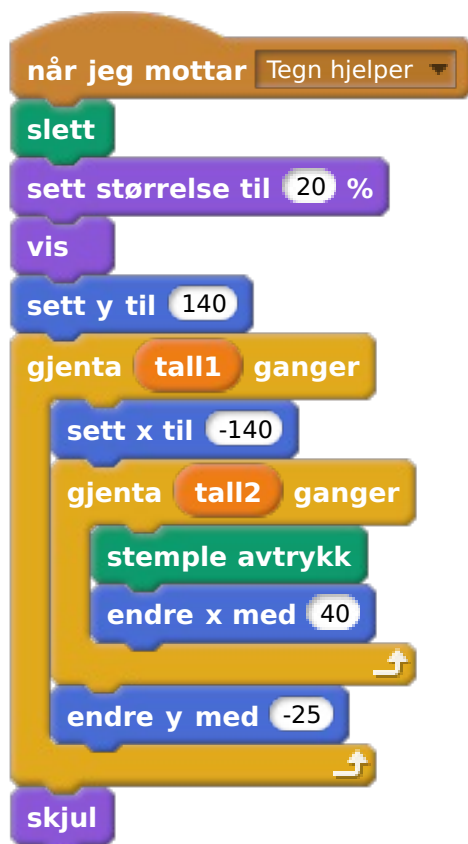 når jeg mottar Tegn hjelper
slett
sett størrelse til 20 %
vis
sett y til 140
gjenta tall1 ganger
sett x til -140
gjenta tall2 ganger
stemple avtrykk
endre x med 40
endre y med -25
skjul